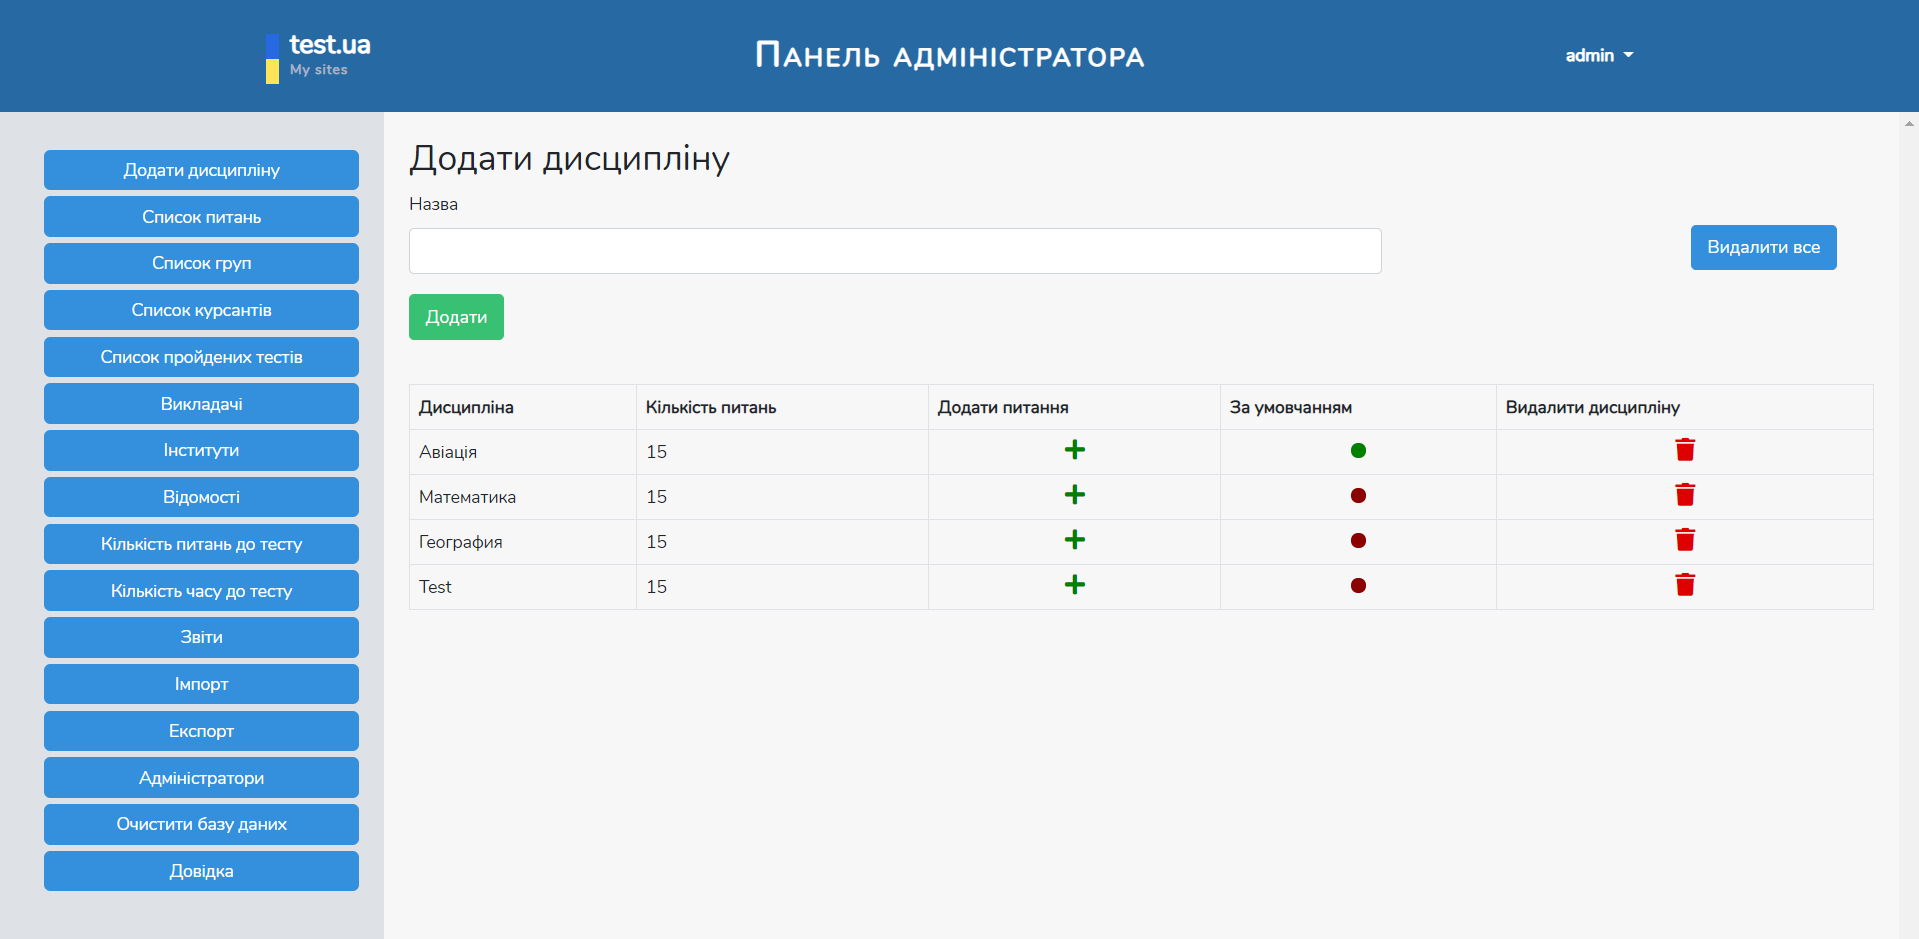 test.ua
My sites
Панель адміністратора
admin
Додати дисципліну
Список питань
Список груп
Список курсантів
Список пройдених тестів
Викладачі
Інститути
Відомості
Кількість питань до тесту
Кількість часу до тесту
Звіти
Імпорт
Експорт
Адміністратори
Очистити базу даних
Довідка
Додати дисципліну
Назва
Видалити все
Додати
Дисципліна Кількість питань Додати питання За умовчанням Видалити дисципліну
Авіація 15
Математика 15
География 15
Test 15